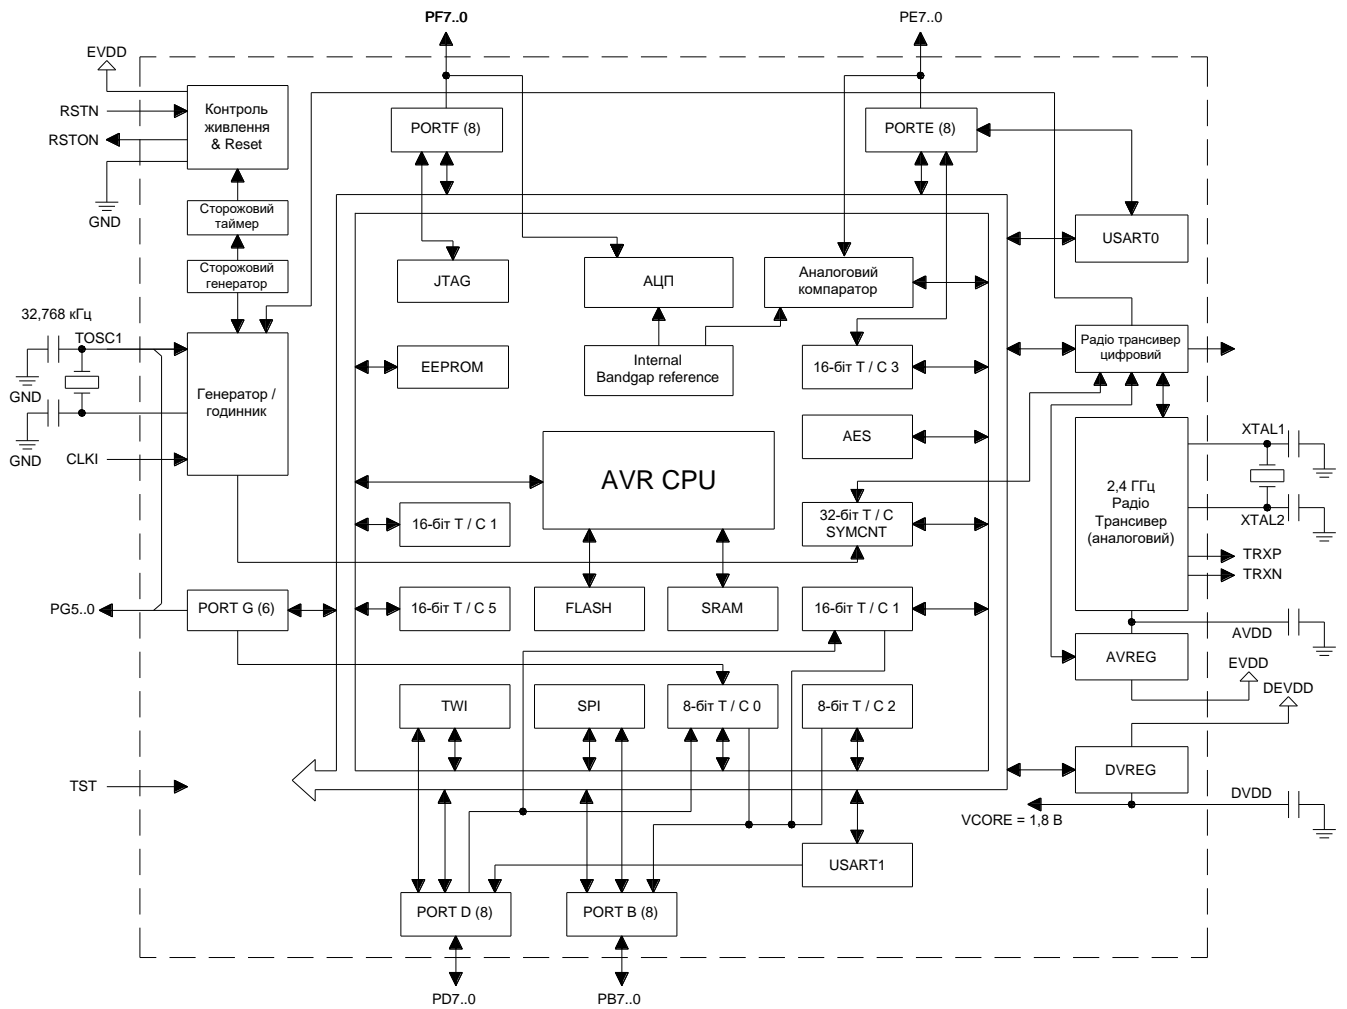 PF7..0
PE7..0
EVDD
RSTN
RSTON
GND
Контроль
живлення
& Reset
PORTF (8)
PORTE (8)
Сторожовий
таймер
USART0
Сторожовий
генератор
JTAG
АЦП
Аналоговий
компаратор
32,768 кГц
TOSC1
GND
GND
CLKI
Генератор /
годинник
EEPROM
Internal
Bandgap reference
16-біт T / C 3
Радіо трансивер
цифровий
AES
AVR CPU
XTAL1
XTAL2
2,4 ГГц
Радіо
Трансивер
(аналоговий)
TRXP
TRXN
16-біт T / C 1
32-біт T / C
SYMCNT
PG5..0
PORT G (6)
16-біт T / C 5
FLASH
SRAM
16-біт T / C 1
AVDD
AVREG
EVDD
DEVDD
TWI
SPI
8-біт T / C 0
8-біт T / C 2
TST
DVREG
DVDD
VCORE = 1,8 В
USART1
PORT D (8)
PORT B (8)
PD7..0
PB7..0